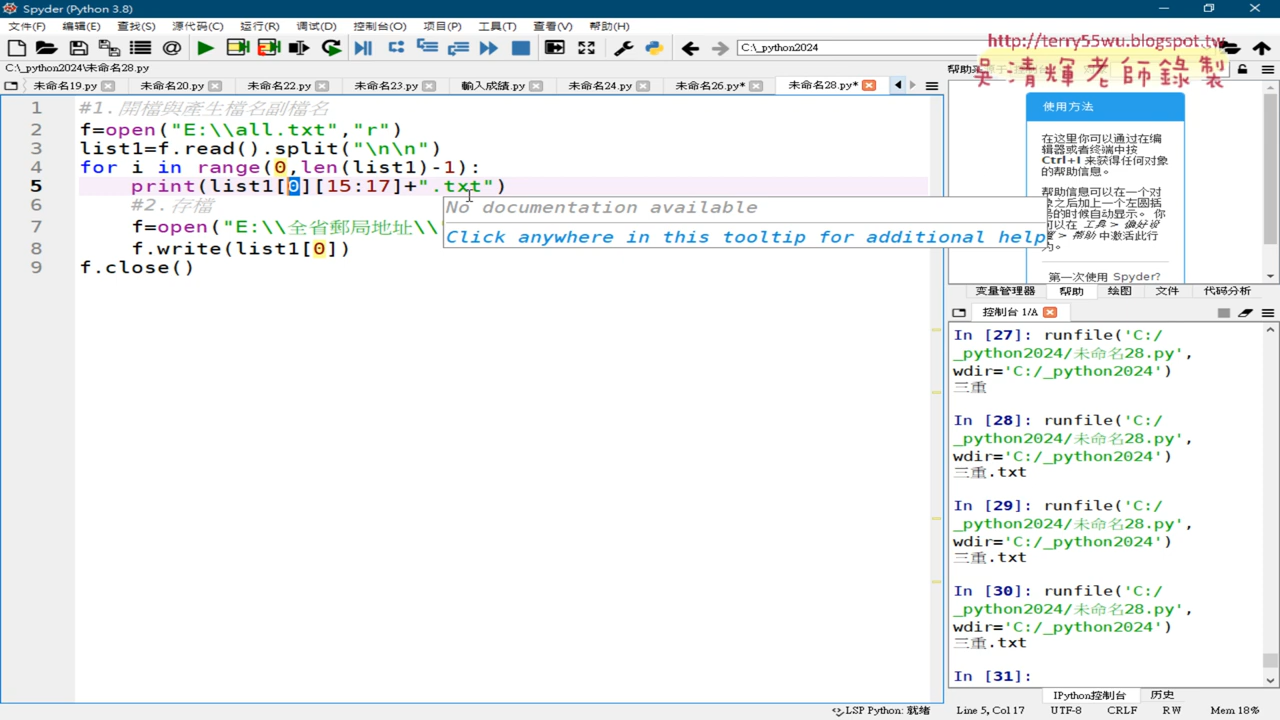 Spyder (Python 3.8)
文件(F) 编辑(E) 查找(S) 源代码(C) 运行(R) 调试(D) 控制台(O) 项目(P) 工具(T) 查看(V) 帮助(H)
C:\_python2024
http://terry55wu.blogspot.tw
吳清輝老師錄製
C:\_python2024\未命名28.py
未命名19.py 未命名20.py 未命名22.py 未命名23.py 輸入成績.py 未命名24.py 未命名26.py* 未命名28.py*
1 #1.開檔與產生檔名副檔名
2 f=open("E:\\all.txt","r")
3 list1=f.read().split("\n\n")
4 for i in range(0,len(list1)-1):
5 print(list1[0][15:17]+".txt")
6 #2.存檔
7 f=open("E:\\全省郵局地址\\
8 f.write(list1[0])
9 f.close()
No documentation available
Click anywhere in this tooltip for additional help
使用方法
在这里你可以通过在编
辑器或者终端中按
Ctrl+I 来获得任何对象
的帮助信息。
帮助信息可以在一个对
象之后加上一个左圆括
号的时候自动显示。 你
可以在 工具 > 偏好设
置 > 帮助 中激活此行
为。
第一次使用 Spyder?
变量管理器 帮助 绘图 文件 代码分析
控制台 1/A
In [27]: runfile('C:/
_python2024/未命名28.py',
wdir='C:/_python2024')
三重
In [28]: runfile('C:/
_python2024/未命名28.py',
wdir='C:/_python2024')
三重.txt
In [29]: runfile('C:/
_python2024/未命名28.py',
wdir='C:/_python2024')
三重.txt
In [30]: runfile('C:/
_python2024/未命名28.py',
wdir='C:/_python2024')
三重.txt
In [31]:
IPython控制台 历史
LSP Python: 就绪 Line 5, Col 17 UTF-8 CRLF RW Mem 18%